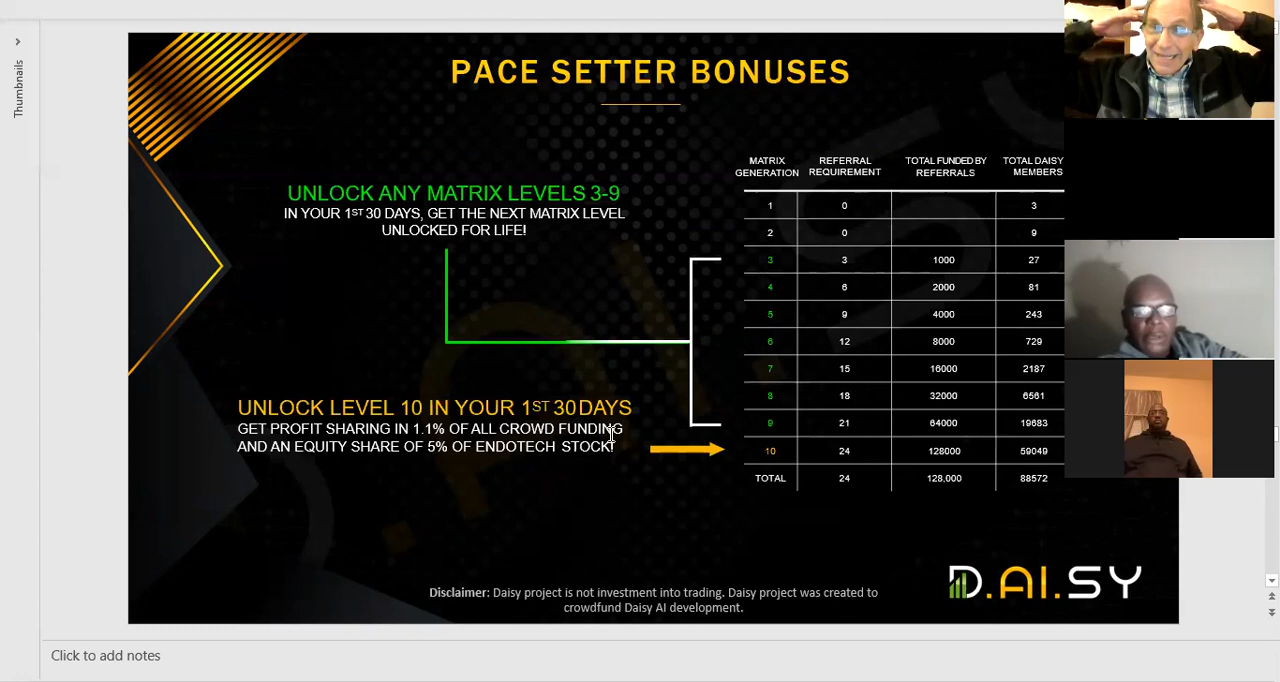 Thumbnails
PACE SETTER BONUSES
UNLOCK ANY MATRIX LEVELS 3-9
IN YOUR 1ST 30 DAYS, GET THE NEXT MATRIX LEVEL
UNLOCKED FOR LIFE!
UNLOCK LEVEL 10 IN YOUR 1ST 30 DAYS
GET PROFIT SHARING IN 1.1% OF ALL CROWD FUNDING
AND AN EQUITY SHARE OF 5% OF ENDOTECH STOCK!
MATRIX GENERATION REFERRAL REQUIREMENT TOTAL FUNDED BY REFERRALS TOTAL DAISY MEMBERS
1 0 3
2 0 9
3 3 1000 27
4 6 2000 81
5 9 4000 243
6 12 8000 729
7 15 16000 2187
8 18 32000 6561
9 21 64000 19683
10 24 128000 59049
TOTAL 24 128,000 88572
D.AI.SY
Disclaimer: Daisy project is not investment into trading. Daisy project was created to
crowdfund Daisy AI development.
Click to add notes